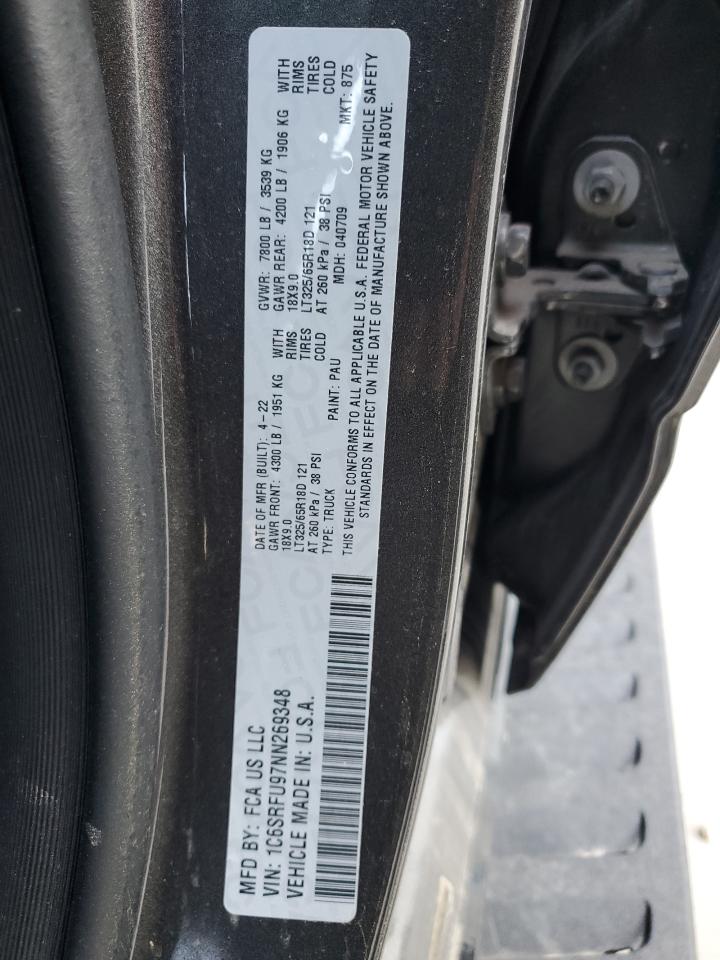 MFD BY: FCA US LLC
VIN: 1C6SRFU97NN269348
VEHICLE MADE IN: U.S.A.
DATE OF MFR (BUILT): 4-22
GAWR FRONT: 4300 LB / 1951 KG WITH
18X9.0 RIMS
LT325/65R18D 121 TIRES
AT 260 kPa / 38 PSI COLD
TYPE: TRUCK PAINT: PAU
GVWR: 7800 LB / 3539 KG
GAWR REAR: 4200 LB / 1906 KG WITH
18X9.0 RIMS
LT325/65R18D 121 TIRES
AT 260 kPa / 38 PSI COLD
MDH: 040709 MKT: 875
THIS VEHICLE CONFORMS TO ALL APPLICABLE U.S.A. FEDERAL MOTOR VEHICLE SAFETY
STANDARDS IN EFFECT ON THE DATE OF MANUFACTURE SHOWN ABOVE.